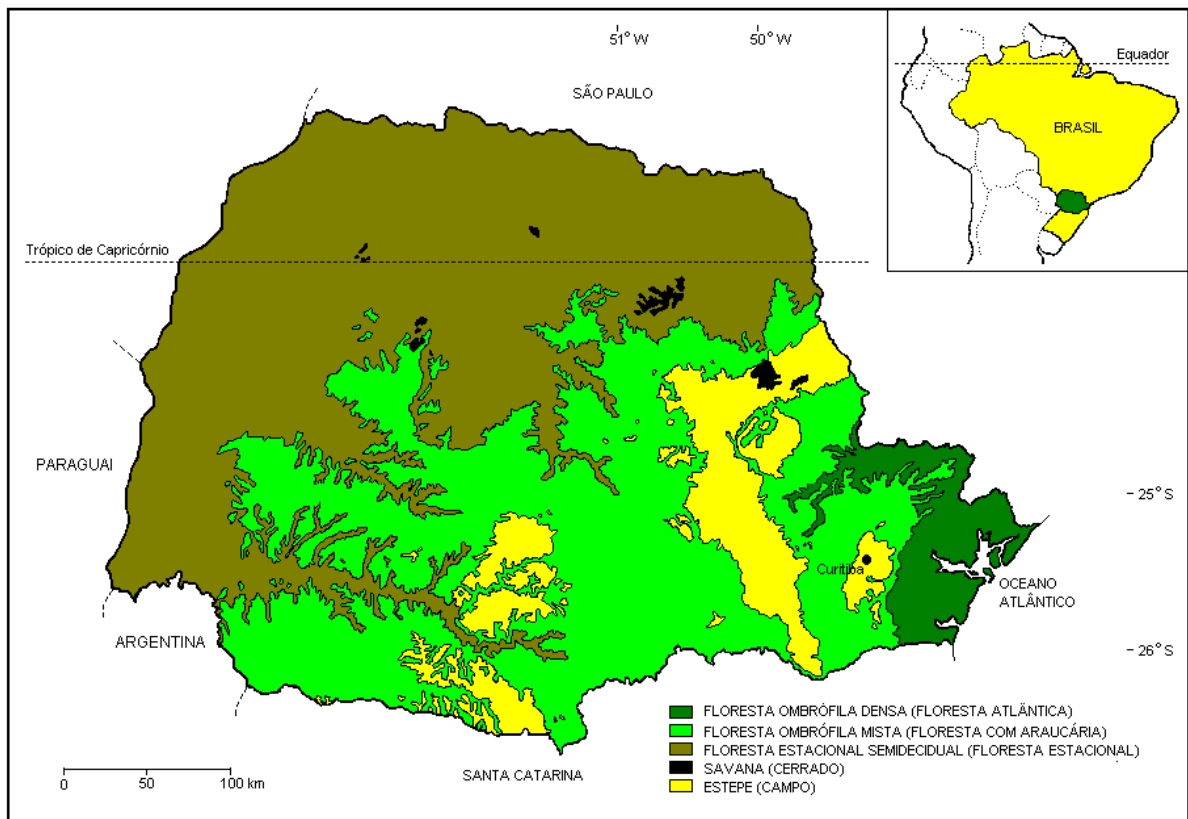 51° W
50° W
Equador
SÃO PAULO
BRASIL
Trópico de Capricórnio
PARAGUAI
25° S
Curitiba
OCEANO
ATLÂNTICO
ARGENTINA
26° S
FLORESTA OMBRÓFILA DENSA (FLORESTA ATLÂNTICA)
FLORESTA OMBRÓFILA MISTA (FLORESTA COM ARAUCÁRIA)
FLORESTA ESTACIONAL SEMIDECIDUAL (FLORESTA ESTACIONAL)
SAVANA (CERRADO)
ESTEPE (CAMPO)
SANTA CATARINA
0 50 100 km